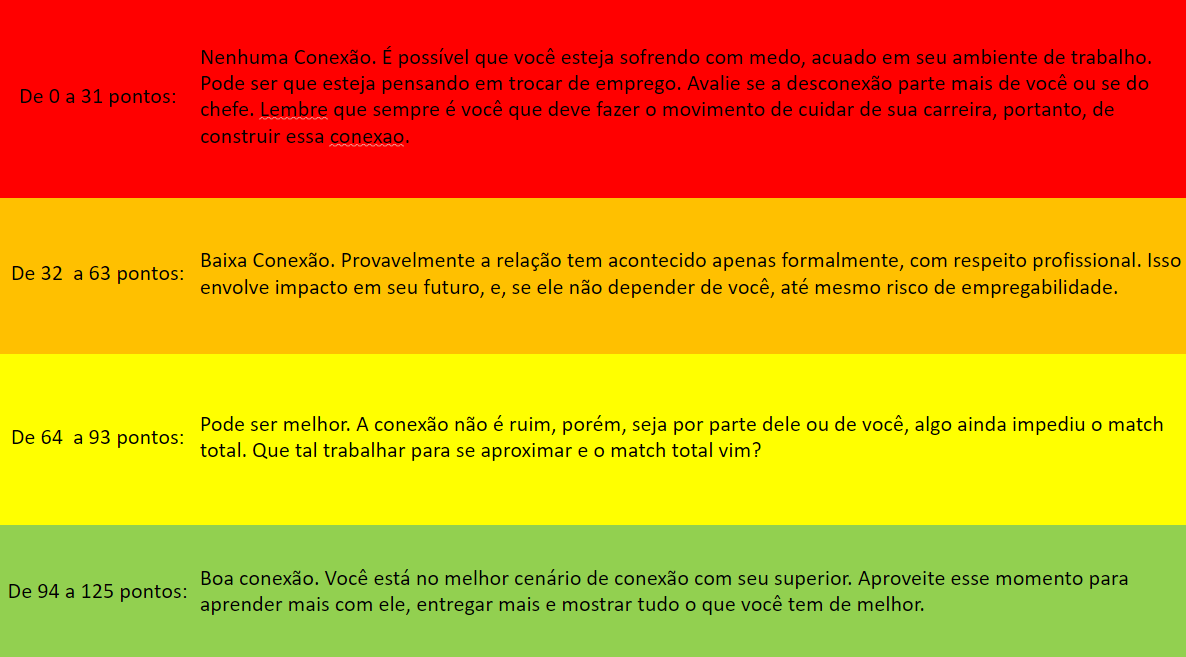 Nenhuma Conexão. É possível que você esteja sofrendo com medo, acuado em seu ambiente de trabalho.
De 0 a 31 pontos: Pode ser que esteja pensando em trocar de emprego. Avalie se a desconexão parte mais de você ou se do
chefe. Lembre que sempre é você que deve fazer o movimento de cuidar de sua carreira, portanto, de
construir essa conexao.
De 32  a 63 pontos: Baixa Conexão. Provavelmente a relação tem acontecido apenas formalmente, com respeito profissional. Isso
envolve impacto em seu futuro, e, se ele não depender de você, até mesmo risco de empregabilidade.
De 64  a 93 pontos: Pode ser melhor. A conexão não é ruim, porém, seja por parte dele ou de você, algo ainda impediu o match
total. Que tal trabalhar para se aproximar e o match total vim?
De 94 a 125 pontos: Boa conexão. Você está no melhor cenário de conexão com seu superior. Aproveite esse momento para
aprender mais com ele, entregar mais e mostrar tudo o que você tem de melhor.